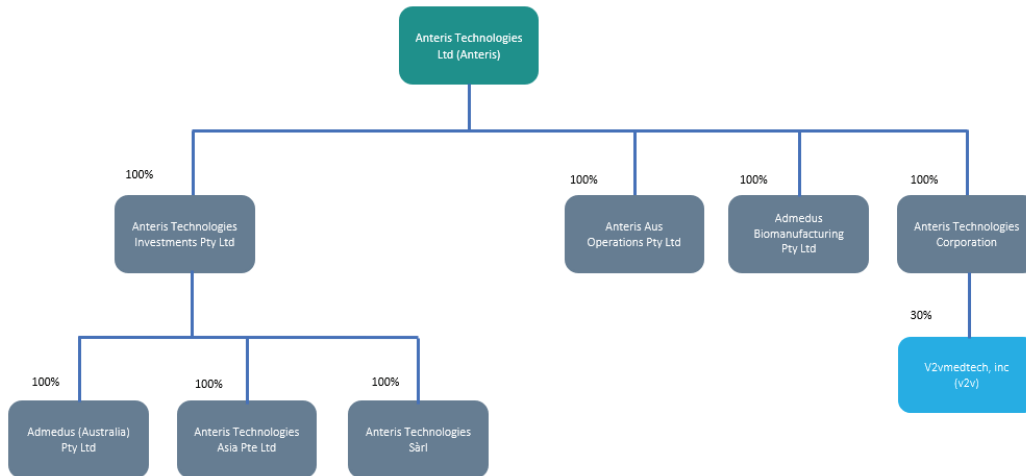 Anteris Technologies
Ltd (Anteris)
100%
100%
100%
100%
Anteris Technologies
Investments Pty Ltd
Anteris Aus
Operations Pty Ltd
Admedus
Biomanufacturing
Pty Ltd
Anteris Technologies
Corporation
30%
V2vmedtech, inc
(v2v)
100%
100%
100%
Admedus (Australia)
Pty Ltd
Anteris Technologies
Asia Pte Ltd
Anteris Technologies
Sàrl